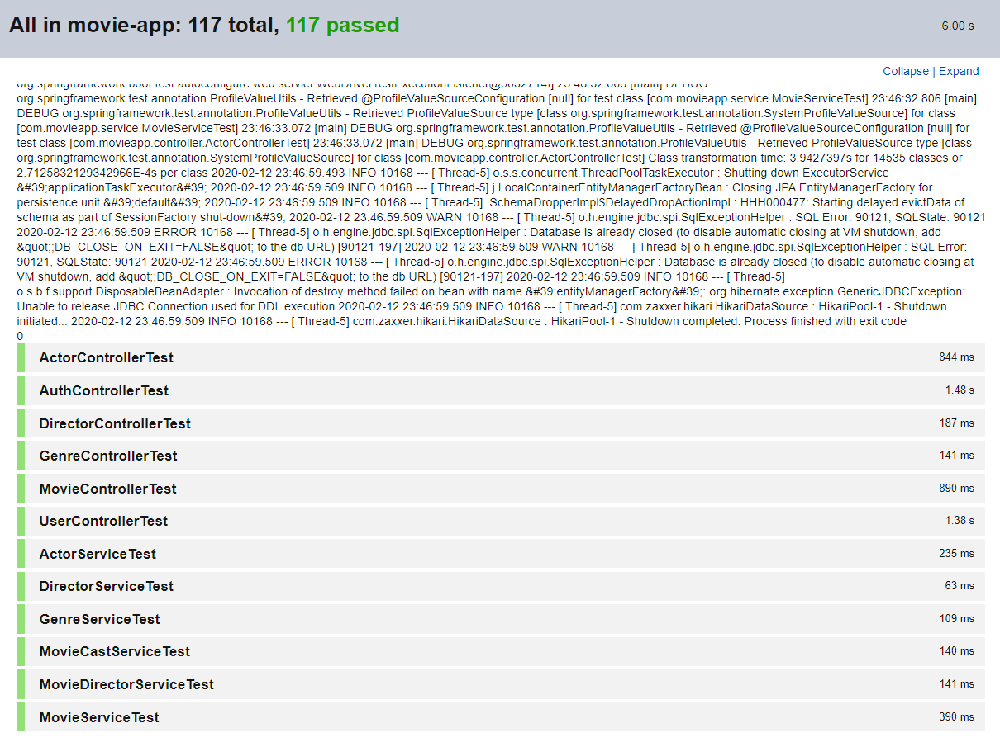 All in movie-app: 117 total, 117 passed
6.00 s
Collapse | Expand
org.springframework.boot.test.autoconfigure.web.servlet.WebDriverTestExecutionListener@ 23:46:32.806 [main] DEBUG
org.springframework.test.annotation.ProfileValueUtils - Retrieved @ProfileValueSourceConfiguration [null] for test class [com.movieapp.service.MovieServiceTest] 23:46:32.806 [main]
DEBUG org.springframework.test.annotation.ProfileValueUtils - Retrieved ProfileValueSource type [class org.springframework.test.annotation.SystemProfileValueSource] for class
[com.movieapp.service.MovieServiceTest] 23:46:33.072 [main] DEBUG org.springframework.test.annotation.ProfileValueUtils - Retrieved @ProfileValueSourceConfiguration [null] for
test class [com.movieapp.controller.ActorControllerTest] 23:46:33.072 [main] DEBUG org.springframework.test.annotation.ProfileValueUtils - Retrieved ProfileValueSource type [class
org.springframework.test.annotation.SystemProfileValueSource] for class [com.movieapp.controller.ActorControllerTest] Class transformation time: 3.9427397s for 14535 classes or
2.7125832129342966E-4s per class 2020-02-12 23:46:59.493 INFO 10168 --- [ Thread-5] o.s.s.concurrent.ThreadPoolTaskExecutor : Shutting down ExecutorService
&#39;applicationTaskExecutor&#39; 2020-02-12 23:46:59.509 INFO 10168 --- [ Thread-5] j.LocalContainerEntityManagerFactoryBean : Closing JPA EntityManagerFactory for
persistence unit &#39;default&#39; 2020-02-12 23:46:59.509 INFO 10168 --- [ Thread-5] .SchemaDropperImpl$DelayedDropActionImpl : HHH000477: Starting delayed evictData of
schema as part of SessionFactory shut-down&#39; 2020-02-12 23:46:59.509 WARN 10168 --- [ Thread-5] o.h.engine.jdbc.spi.SqlExceptionHelper : SQL Error: 90121, SQLState: 90121
2020-02-12 23:46:59.509 ERROR 10168 --- [ Thread-5] o.h.engine.jdbc.spi.SqlExceptionHelper : Database is already closed (to disable automatic closing at VM shutdown, add
&quot;;DB_CLOSE_ON_EXIT=FALSE&quot; to the db URL) [90121-197] 2020-02-12 23:46:59.509 WARN 10168 --- [ Thread-5] o.h.engine.jdbc.spi.SqlExceptionHelper : SQL Error:
90121, SQLState: 90121 2020-02-12 23:46:59.509 ERROR 10168 --- [ Thread-5] o.h.engine.jdbc.spi.SqlExceptionHelper : Database is already closed (to disable automatic closing at
VM shutdown, add &quot;;DB_CLOSE_ON_EXIT=FALSE&quot; to the db URL) [90121-197] 2020-02-12 23:46:59.509 INFO 10168 --- [ Thread-5]
o.s.b.f.support.DisposableBeanAdapter : Invocation of destroy method failed on bean with name &#39;entityManagerFactory&#39;: org.hibernate.exception.GenericJDBCException:
Unable to release JDBC Connection used for DDL execution 2020-02-12 23:46:59.509 INFO 10168 --- [ Thread-5] com.zaxxer.hikari.HikariDataSource : HikariPool-1 - Shutdown
initiated... 2020-02-12 23:46:59.509 INFO 10168 --- [ Thread-5] com.zaxxer.hikari.HikariDataSource : HikariPool-1 - Shutdown completed. Process finished with exit code
0
ActorControllerTest 844 ms
AuthControllerTest 1.48 s
DirectorControllerTest 187 ms
GenreControllerTest 141 ms
MovieControllerTest 890 ms
UserControllerTest 1.38 s
ActorServiceTest 235 ms
DirectorServiceTest 63 ms
GenreServiceTest 109 ms
MovieCastServiceTest 140 ms
MovieDirectorServiceTest 141 ms
MovieServiceTest 390 ms